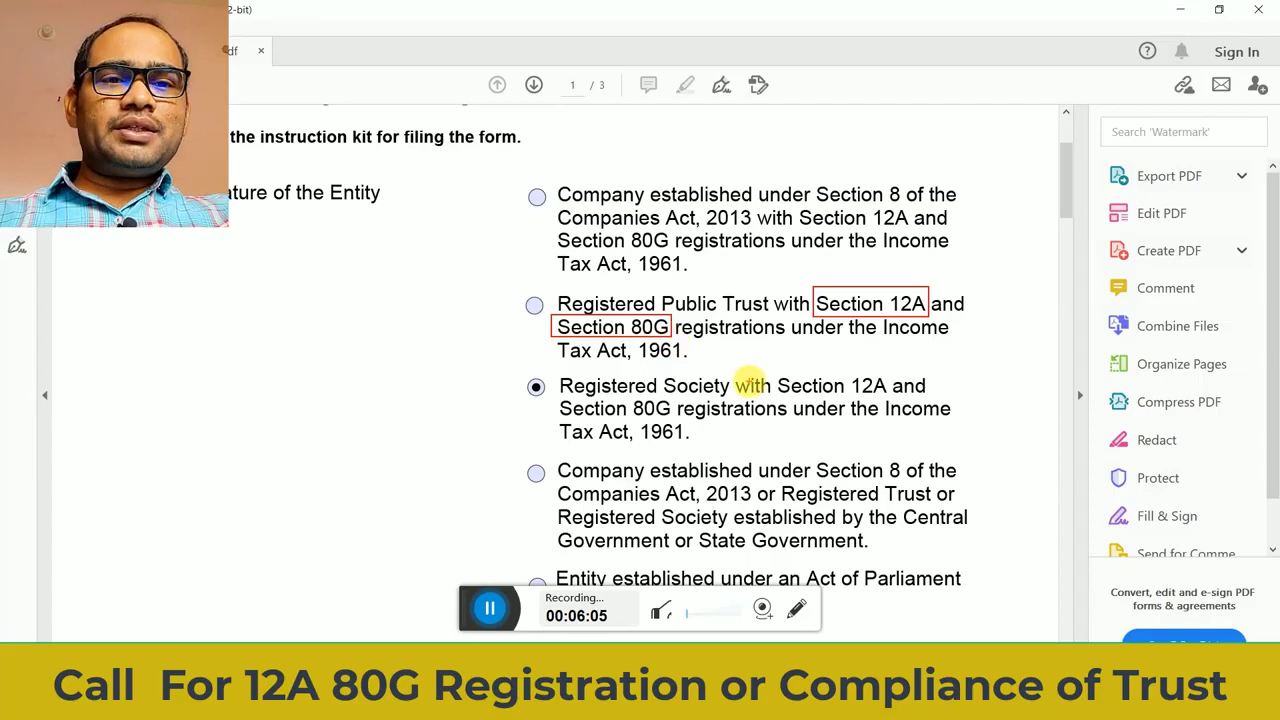 2-bit)
df
Sign In
1 / 3
Search 'Watermark'
the instruction kit for filing the form.
ature of the Entity
Company established under Section 8 of the
Companies Act, 2013 with Section 12A and
Section 80G registrations under the Income
Tax Act, 1961.
Registered Public Trust with Section 12A and
Section 80G registrations under the Income
Tax Act, 1961.
Registered Society with Section 12A and
Section 80G registrations under the Income
Tax Act, 1961.
Company established under Section 8 of the
Companies Act, 2013 or Registered Trust or
Registered Society established by the Central
Government or State Government.
Entity established under an Act of Parliament
Export PDF
Edit PDF
Create PDF
Comment
Combine Files
Organize Pages
Compress PDF
Redact
Protect
Fill & Sign
Send for Comme
Convert, edit and e-sign PDF
forms & agreements
Recording...
00:06:05
Call For 12A 80G Registration or Compliance of Trust